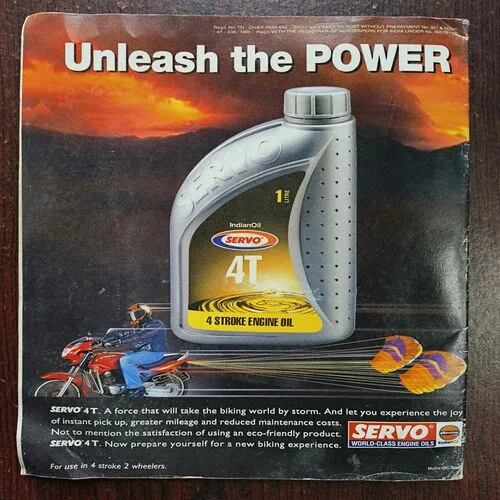 Unleash the POWER
SERVO
1
LITRE
IndianOil
SERVO
4T
4 STROKE ENGINE OIL
SERVO 4T. A force that will take the biking world by storm. And let you experience the joy
of instant pick up, greater mileage and reduced maintenance costs.
Not to mention the satisfaction of using an eco-friendly product.
SERVO 4T. Now prepare yourself for a new biking experience.
SERVO
WORLD-CLASS ENGINE OILS
For use in 4 stroke 2 wheelers.